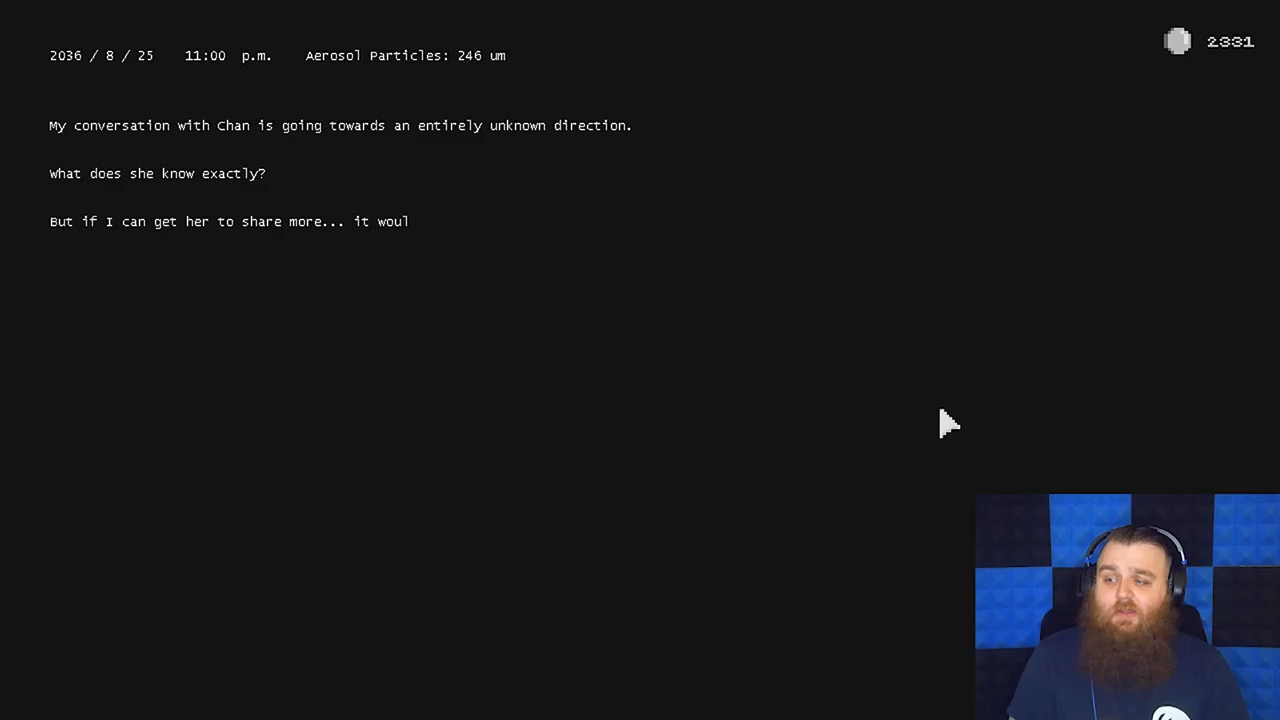 2036 / 8 / 25 11:00 p.m. Aerosol Particles: 246 um
2331
My conversation with Chan is going towards an entirely unknown direction.
What does she know exactly?
But if I can get her to share more... it woul